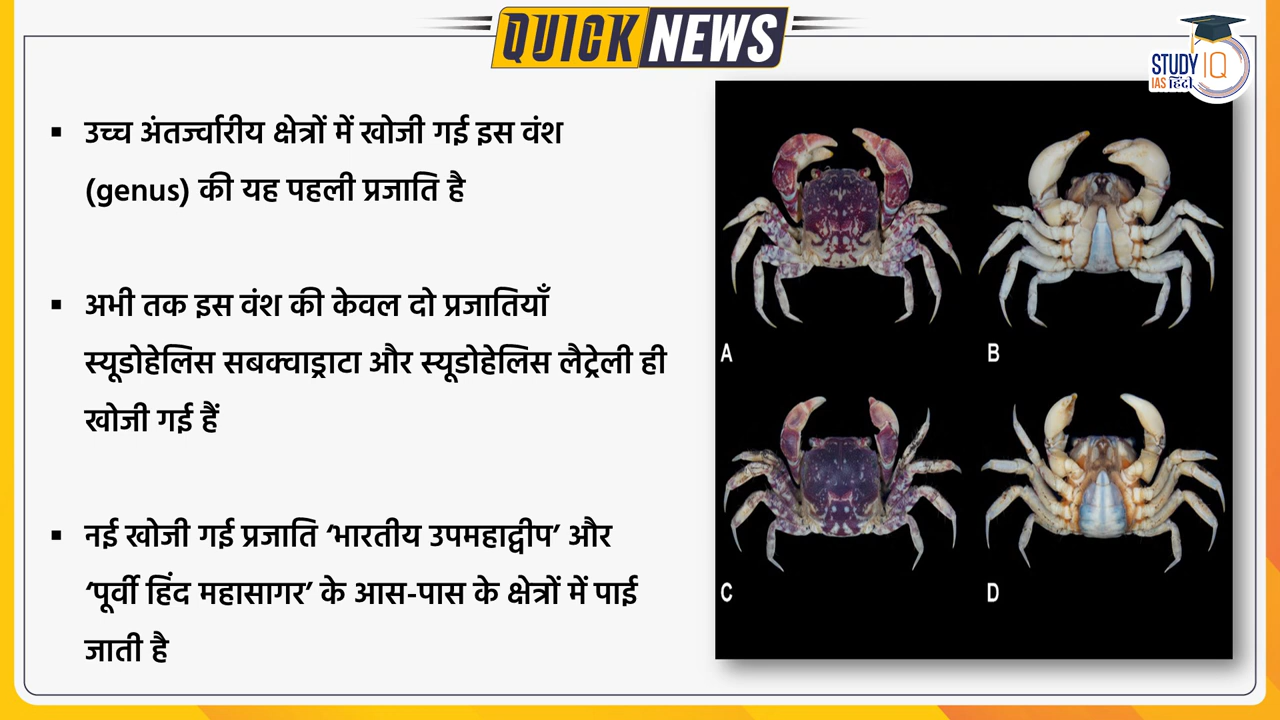 QUICK NEWS
STUDY IQ
IAS हिंदी
▪ उच्च अंतर्ज्वारीय क्षेत्रों में खोजी गई इस वंश
(genus) की यह पहली प्रजाति है
▪ अभी तक इस वंश की केवल दो प्रजातियाँ
स्यूडोहेलिस सबक्वाड्राटा और स्यूडोहेलिस लैट्रेली ही
खोजी गई हैं
▪ नई खोजी गई प्रजाति ‘भारतीय उपमहाद्वीप’ और
‘पूर्वी हिंद महासागर’ के आस-पास के क्षेत्रों में पाई
जाती है
A
B
C
D